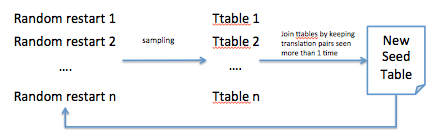 Random restart 1
Ttable 1
Random restart 2
sampling
Ttable 2
Join ttables by keeping
translation pairs seen
more than 1 time
New
Seed
Table
....
....
Random restart n
Ttable n